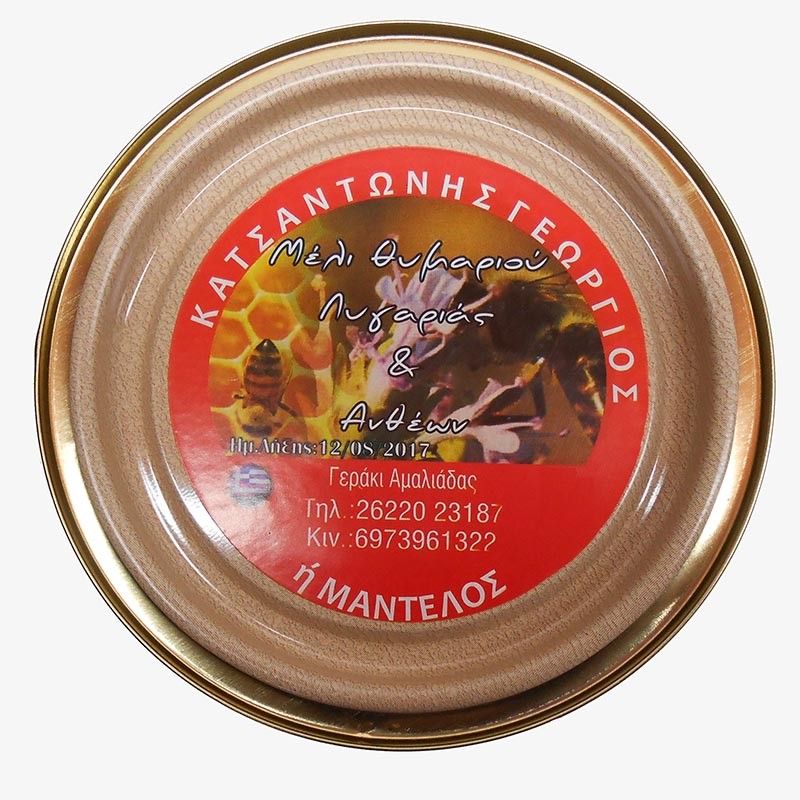 ΚΑΤΣΑΝΤΩΝΗΣ ΓΕΩΡΓΙΟΣ
Μέλι θυμαριού
Λυγαριάς
&
Ανθέων
Ημ.Λήξης:12/08/2017
Γεράκι Αμαλιάδας
Τηλ.:26220 23187
Κιν.:6973961322
ή ΜΑΝΤΕΛΟΣ